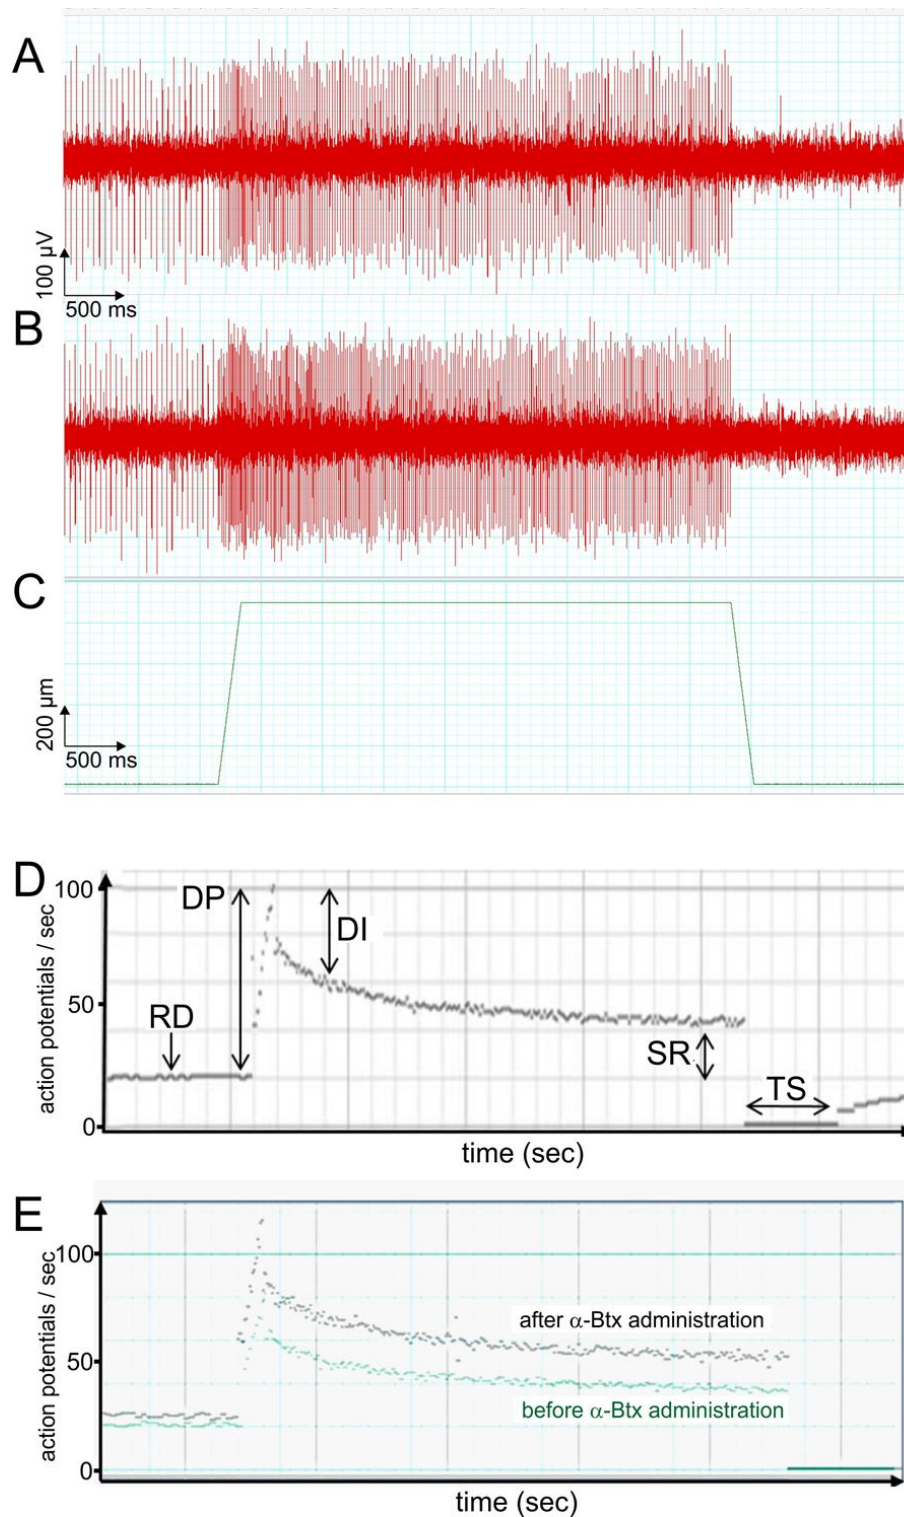 A
100 μV
500 ms
B
C
200 μm
500 ms
D
action potentials / sec
100
50
0
RD
DP
DI
SR
TS
time (sec)
E
action potentials / sec
100
50
0
after α-Btx administration
before α-Btx administration
time (sec)